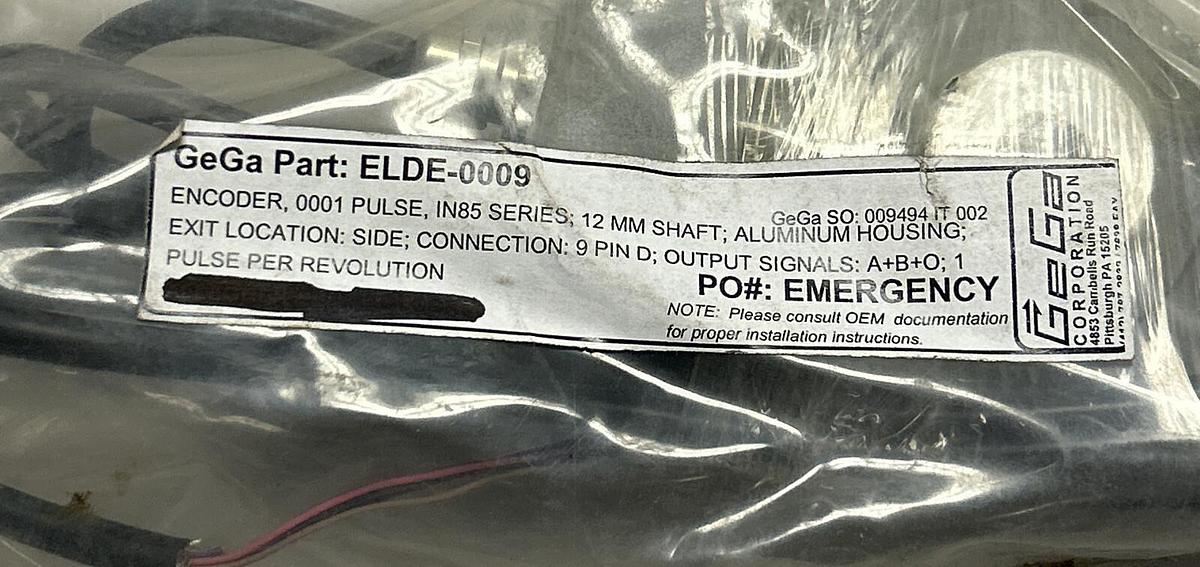 GeGa Part: ELDE-0009
GeGa SO: 009494 IT 002
ENCODER, 0001 PULSE, IN85 SERIES; 12 MM SHAFT; ALUMINUM HOUSING;
EXIT LOCATION: SIDE; CONNECTION: 9 PIN D; OUTPUT SIGNALS: A+B+O; 1
PULSE PER REVOLUTION
PO#: EMERGENCY
NOTE: Please consult OEM documentation
for proper installation instructions.
GeGa
CORPORATION
4853 Campbells Run Road
Pittsburgh PA 15205